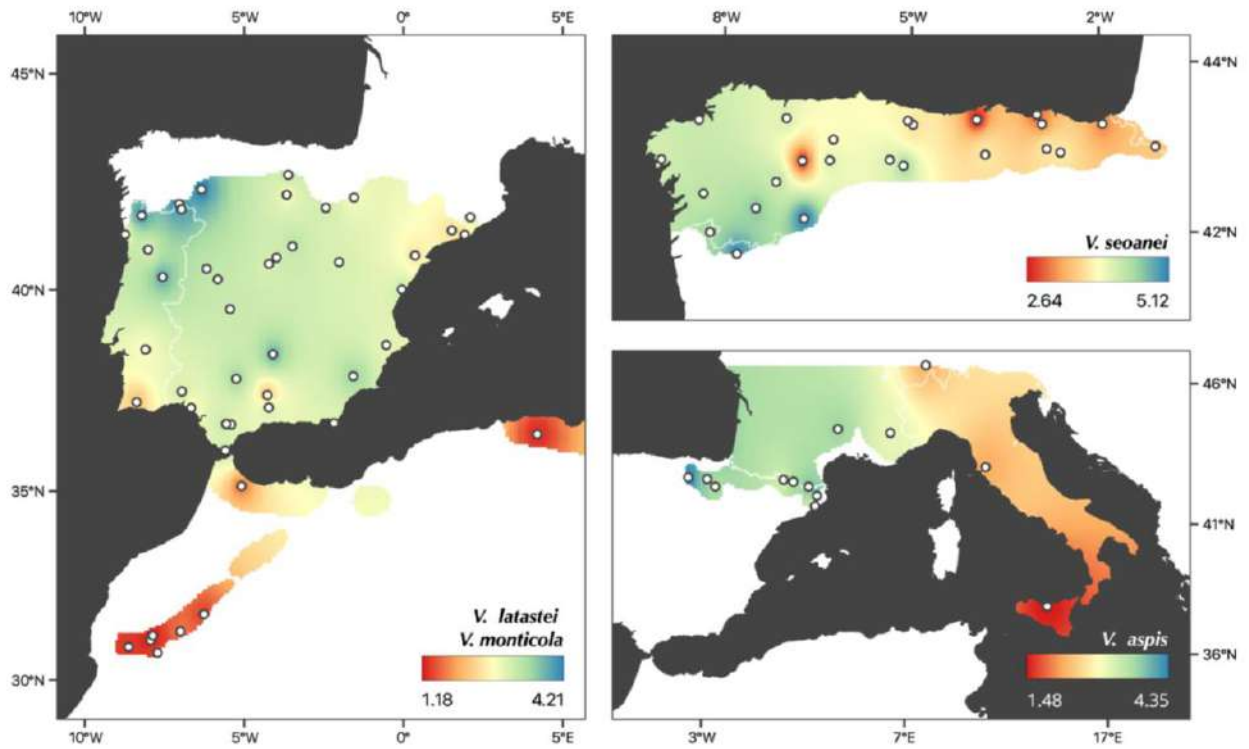 10°W 5°W 0° 5°E
45°N
40°N
35°N
30°N
V. latastei
V. monticola
1.18 4.21
10°W 5°W 0° 5°E
8°W 5°W 2°W
44°N
42°N
V. seoanei
2.64 5.12
46°N
41°N
36°N
V. aspis
1.48 4.35
3°W 7°E 17°E